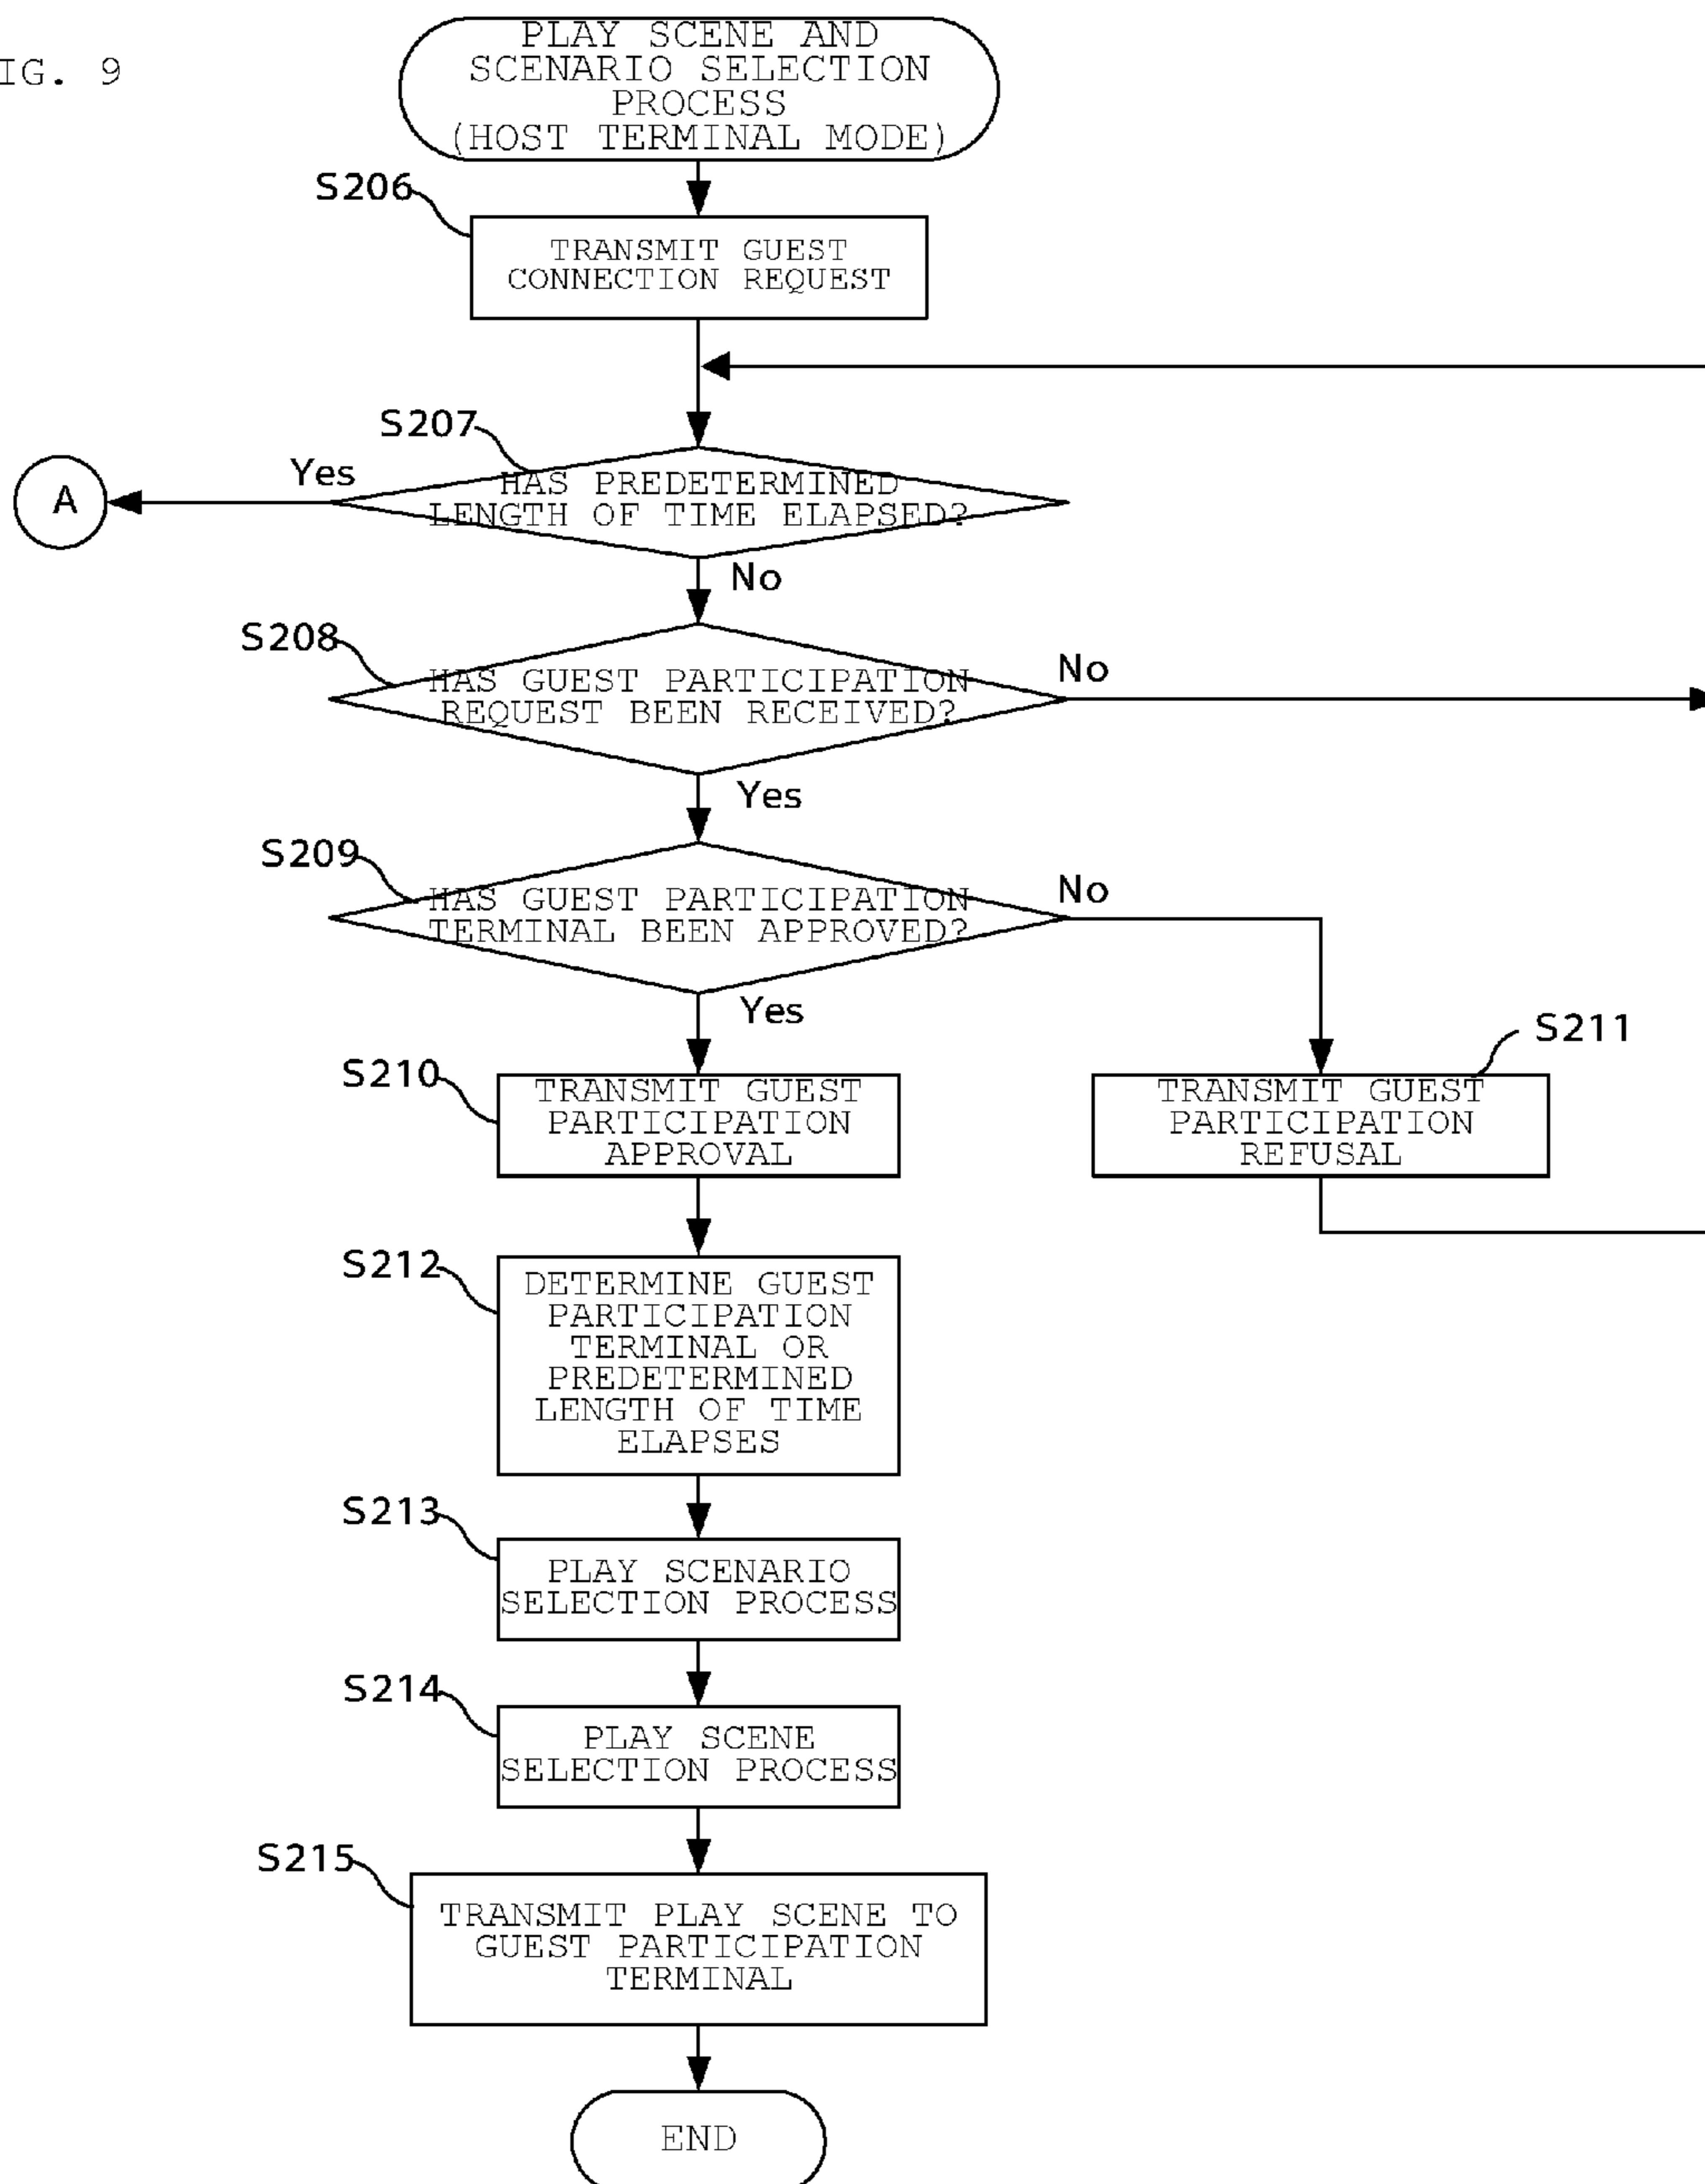 IG. 9
PLAY SCENE AND
SCENARIO SELECTION
PROCESS
(HOST TERMINAL MODE)
S206
TRANSMIT GUEST
CONNECTION REQUEST
S207
Yes
A
HAS PREDETERMINED
LENGTH OF TIME ELAPSED?
No
S208
HAS GUEST PARTICIPATION
REQUEST BEEN RECEIVED?
No
Yes
S209
HAS GUEST PARTICIPATION
TERMINAL BEEN APPROVED?
No
Yes
S210
TRANSMIT GUEST
PARTICIPATION
APPROVAL
S211
TRANSMIT GUEST
PARTICIPATION
REFUSAL
S212
DETERMINE GUEST
PARTICIPATION
TERMINAL OR
PREDETERMINED
LENGTH OF TIME
ELAPSES
S213
PLAY SCENARIO
SELECTION PROCESS
S214
PLAY SCENE
SELECTION PROCESS
S215
TRANSMIT PLAY SCENE TO
GUEST PARTICIPATION
TERMINAL
END